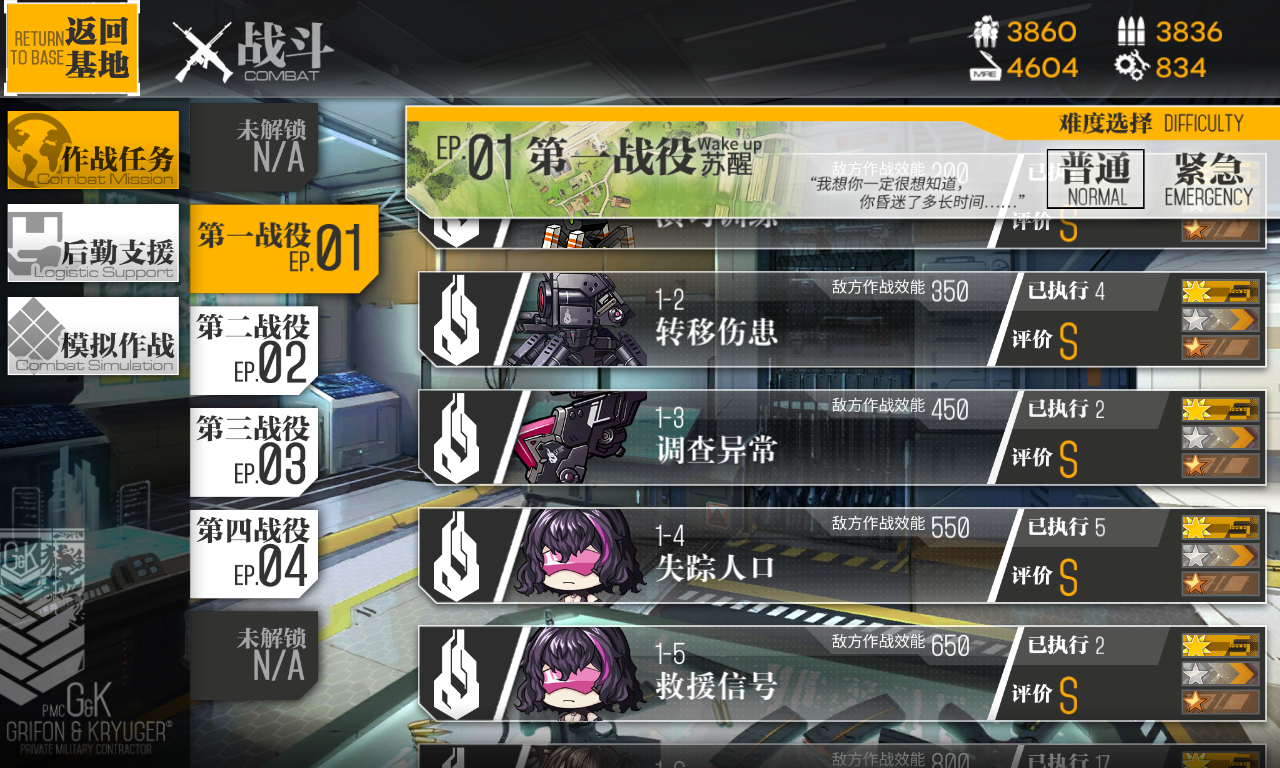 RETURN TO BASE 返回基地
战斗
COMBAT
3860
3836
4604
834
MRE
作战任务
Combat Mission
后勤支援
Logistic Support
模拟作战
Combat Simulation
未解锁
N/A
第一战役
EP.01
第二战役
EP.02
第三战役
EP.03
第四战役
EP.04
未解锁
N/A
难度选择 DIFFICULTY
EP.01 第一战役 Wake up 苏醒
“我想你一定很想知道,
你昏迷了多长时间……”
普通
NORMAL
紧急
EMERGENCY
敌方作战效能 200
评价 S
1-2
转移伤患
敌方作战效能 350
已执行 4
评价 S
1-3
调查异常
敌方作战效能 450
已执行 2
评价 S
1-4
失踪人口
敌方作战效能 550
已执行 5
评价 S
1-5
救援信号
敌方作战效能 650
已执行 2
评价 S
敌方作战效能 800
已执行 17
G&K
PMC G&K
GRIFON & KRYUGER®
PRIVATE MILITARY CONTRACTOR